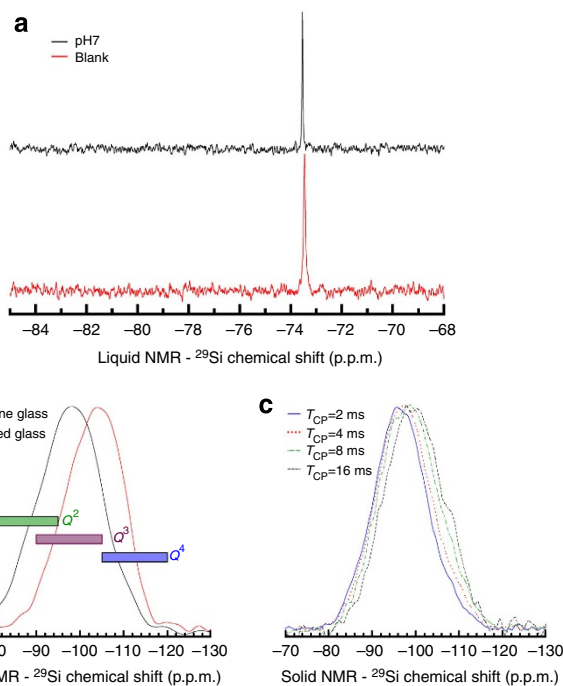 a
pH7
Blank
−84 −82 −80 −78 −76 −74 −72 −70 −68
Liquid NMR - ²⁹Si chemical shift (p.p.m.)
ne glass
ed glass
Q²
Q³
Q⁴
0 −90 −100 −110 −120 −130
MR - ²⁹Si chemical shift (p.p.m.)
c
T_CP=2 ms
T_CP=4 ms
T_CP=8 ms
T_CP=16 ms
−70 −80 −90 −100 −110 −120 −130
Solid NMR - ²⁹Si chemical shift (p.p.m.)